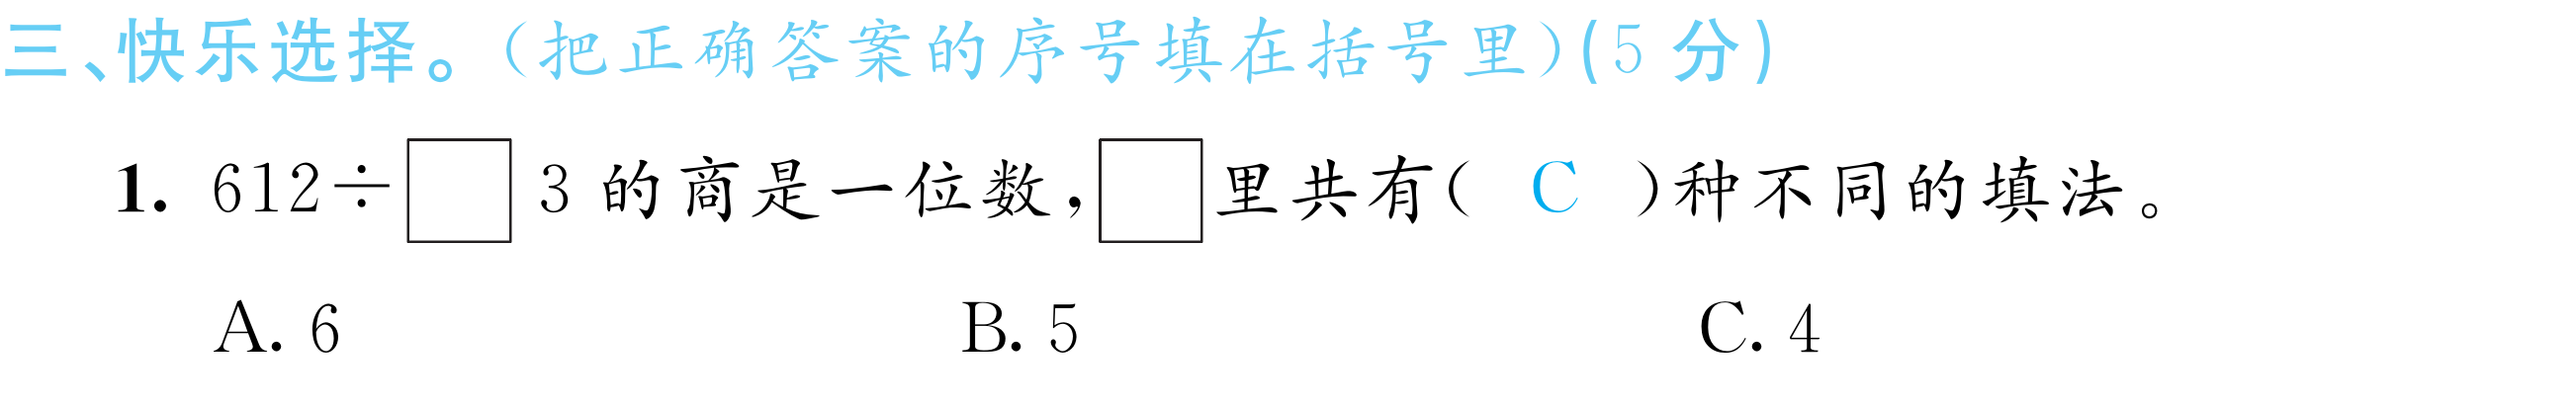 三、快乐选择。(把正确答案的序号填在括号里)(5 分)
1. 612÷□ 3 的商是一位数,□里共有( C )种不同的填法。
A. 6 B. 5 C. 4